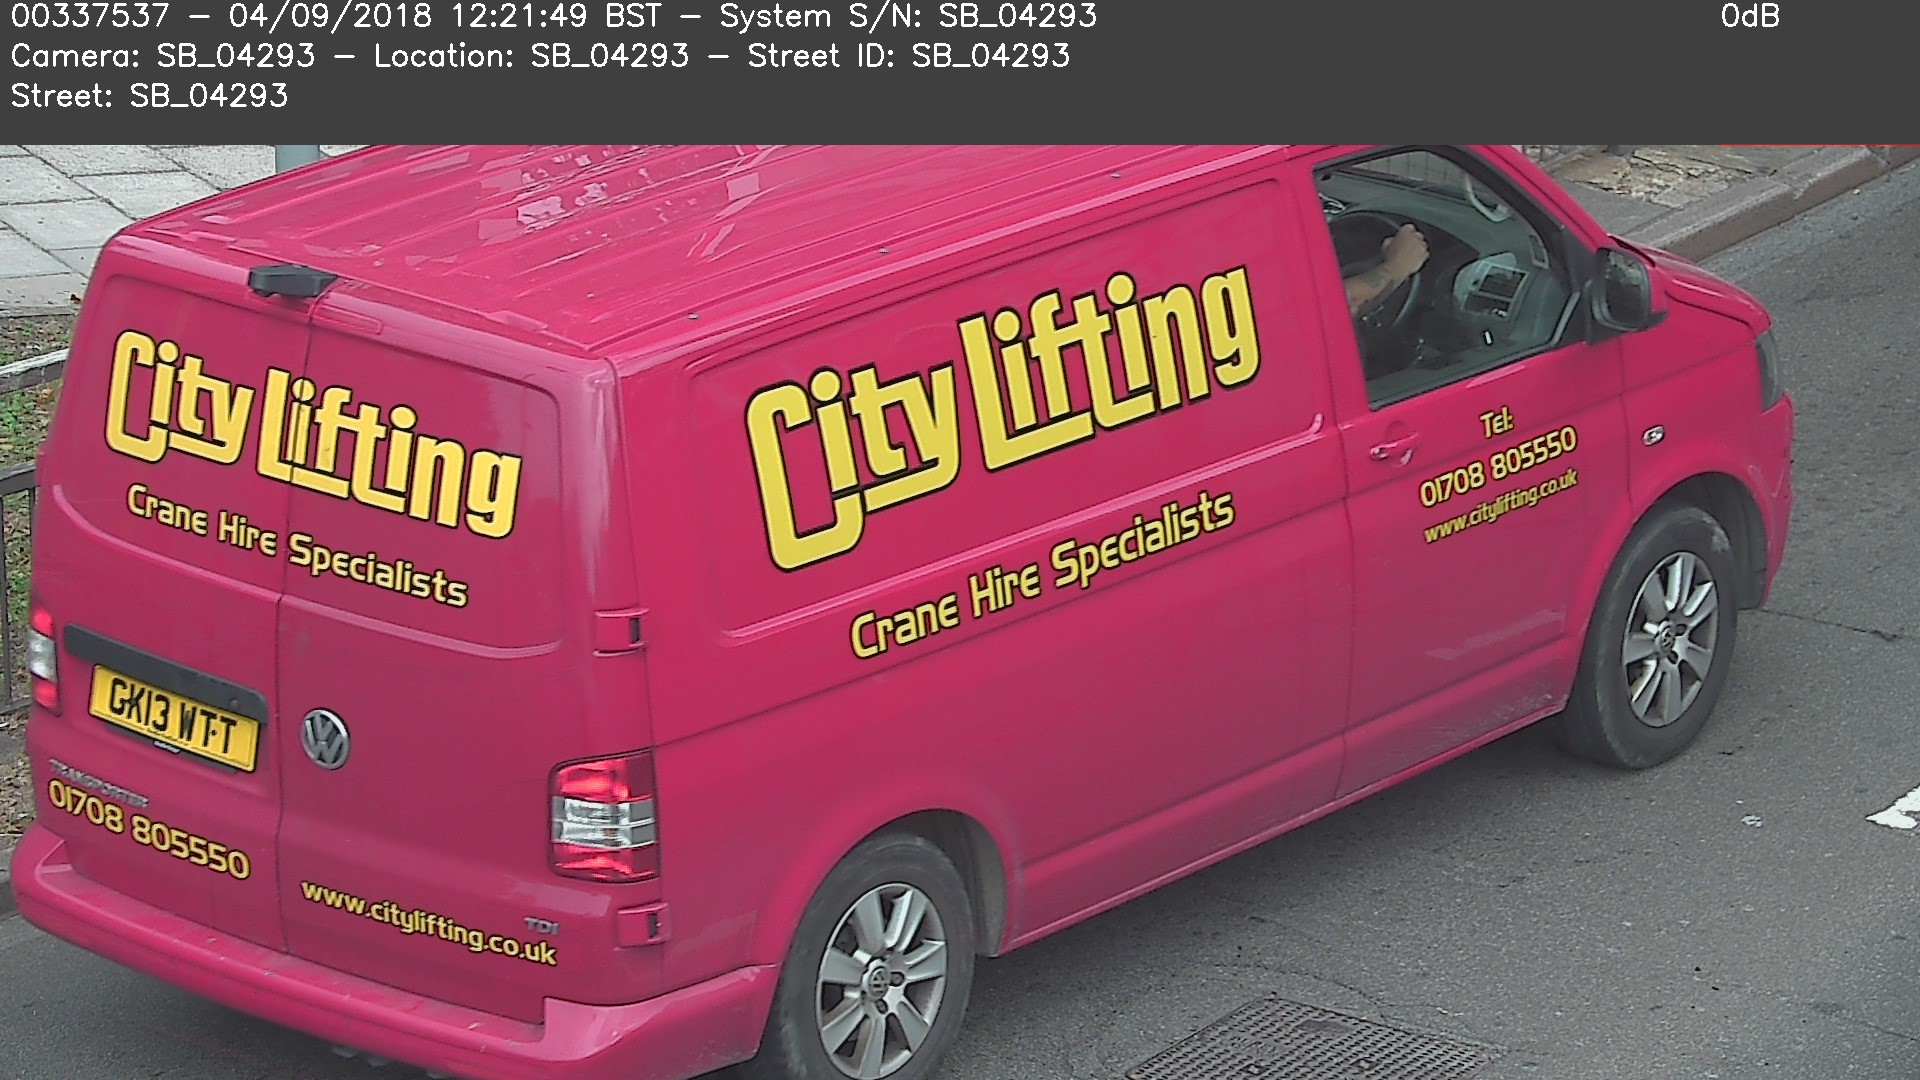 00337537 – 04/09/2018 12:21:49 BST – System S/N: SB_04293
0dB
Camera: SB_04293 – Location: SB_04293 – Street ID: SB_04293
Street: SB_04293
City Lifting
Crane Hire Specialists
GK13 WTT
TRANSPORTER
01708 805550
www.citylifting.co.uk
TDI
City Lifting
Crane Hire Specialists
Tel:
01708 805550
www.citylifting.co.uk